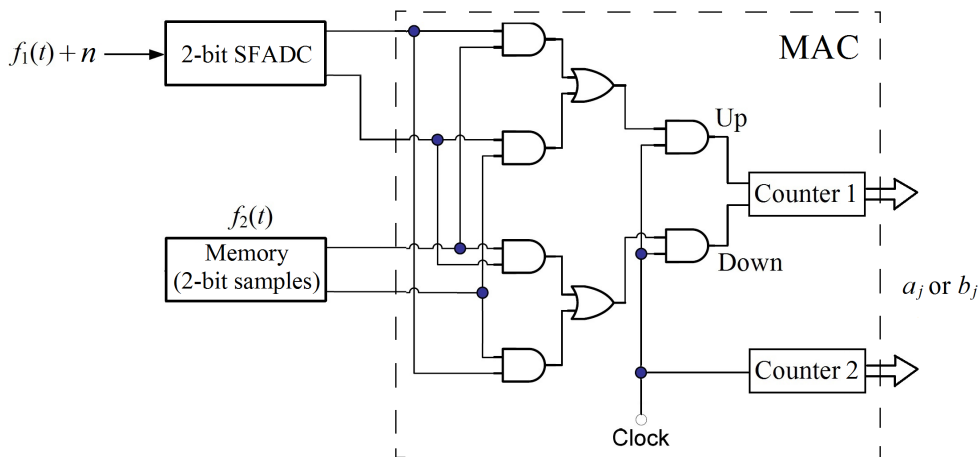 f₁(t) + n
2-bit SFADC
MAC
Up
Counter 1
f₂(t)
Memory
(2-bit samples)
Down
aⱼ or bⱼ
Counter 2
Clock